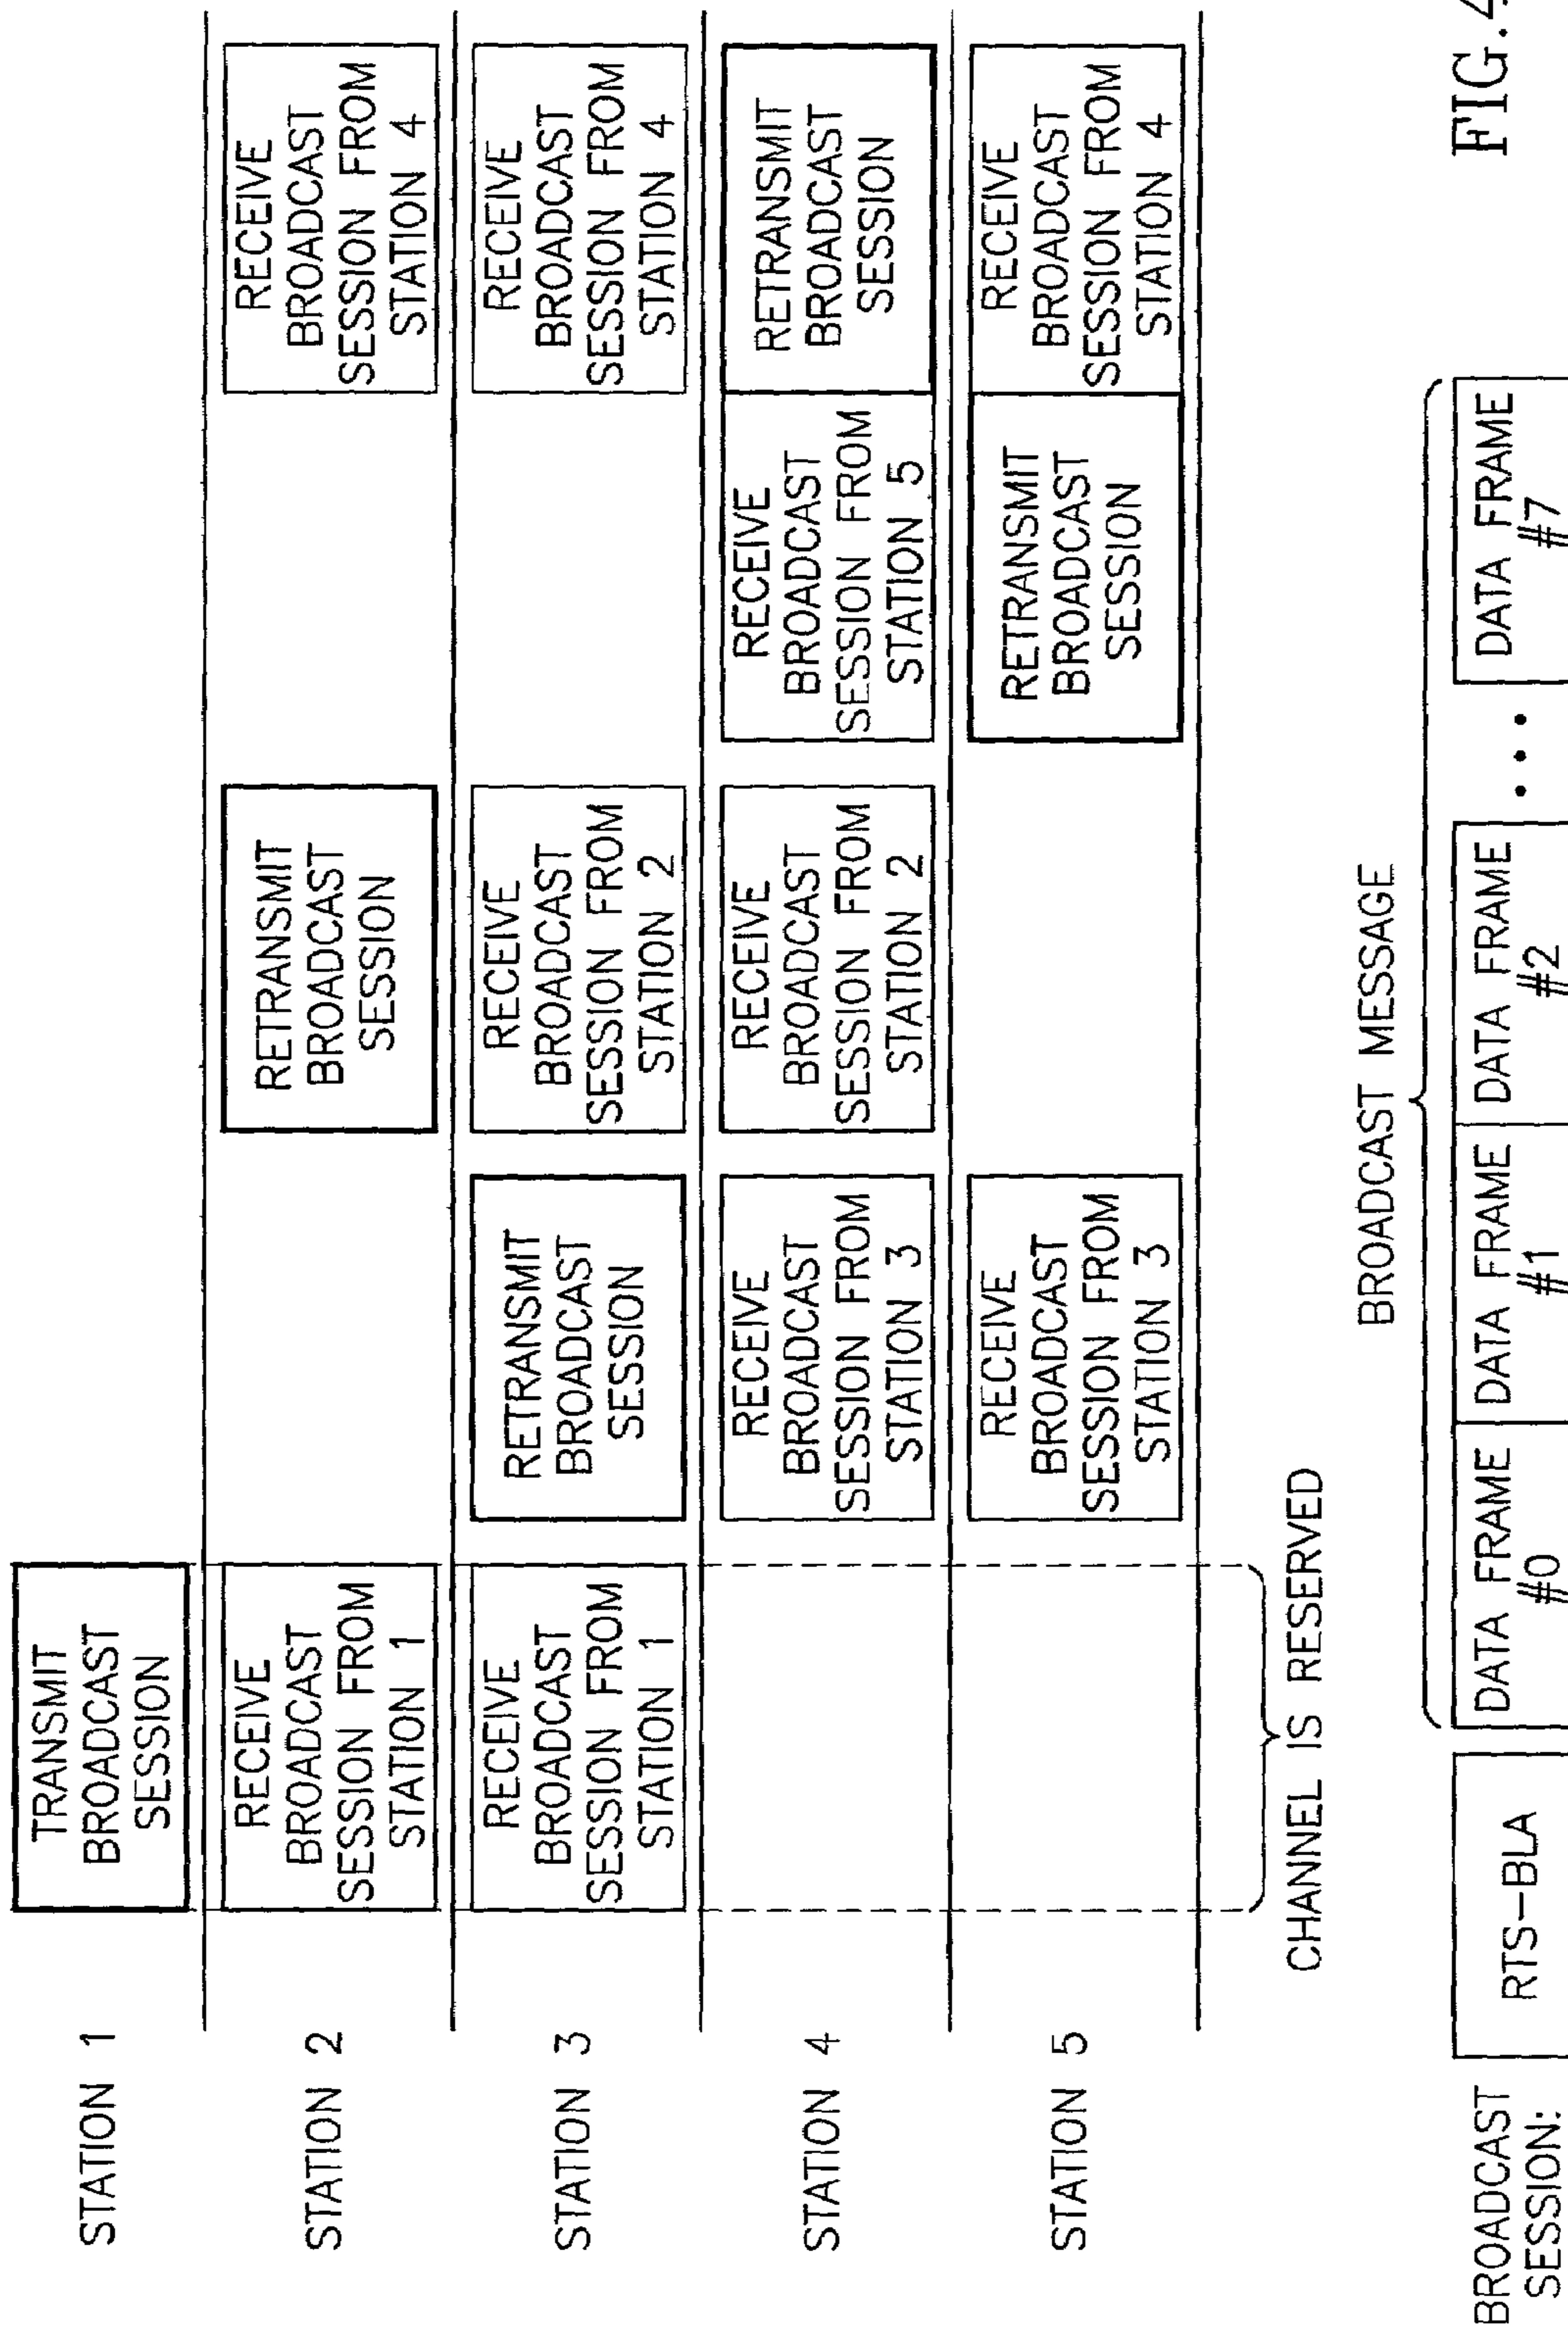 STATION 1
TRANSMIT
BROADCAST
SESSION
STATION 2
RECEIVE
BROADCAST
SESSION FROM
STATION 1
RETRANSMIT
BROADCAST
SESSION
RECEIVE
BROADCAST
SESSION FROM
STATION 4
STATION 3
RECEIVE
BROADCAST
SESSION FROM
STATION 1
RETRANSMIT
BROADCAST
SESSION
RECEIVE
BROADCAST
SESSION FROM
STATION 2
RECEIVE
BROADCAST
SESSION FROM
STATION 4
STATION 4
RECEIVE
BROADCAST
SESSION FROM
STATION 3
RECEIVE
BROADCAST
SESSION FROM
STATION 2
RECEIVE
BROADCAST
SESSION FROM
STATION 5
RETRANSMIT
BROADCAST
SESSION
STATION 5
RECEIVE
BROADCAST
SESSION FROM
STATION 3
RETRANSMIT
BROADCAST
SESSION
RECEIVE
BROADCAST
SESSION FROM
STATION 4
CHANNEL IS RESERVED
BROADCAST MESSAGE
BROADCAST
SESSION:
RTS-BLA
DATA FRAME
#0
DATA FRAME
#1
DATA FRAME
#2
...
DATA FRAME
#7
FIG.4